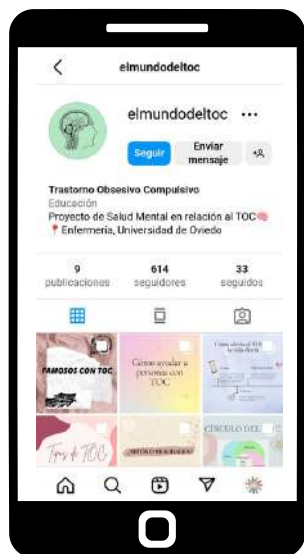 elmundodeltoc
elmundodeltoc ...
Seguir
Enviar
mensaje
Trastorno Obsesivo Compulsivo
Educación
Proyecto de Salud Mental en relación al TOC
Enfermería, Universidad de Oviedo
9 614 33
publicaciones seguidores seguidos
FAMOSOS CON TOC
Cómo ayudar a
personas con
TOC
Tipos de TOC
CÍRCULO DEL